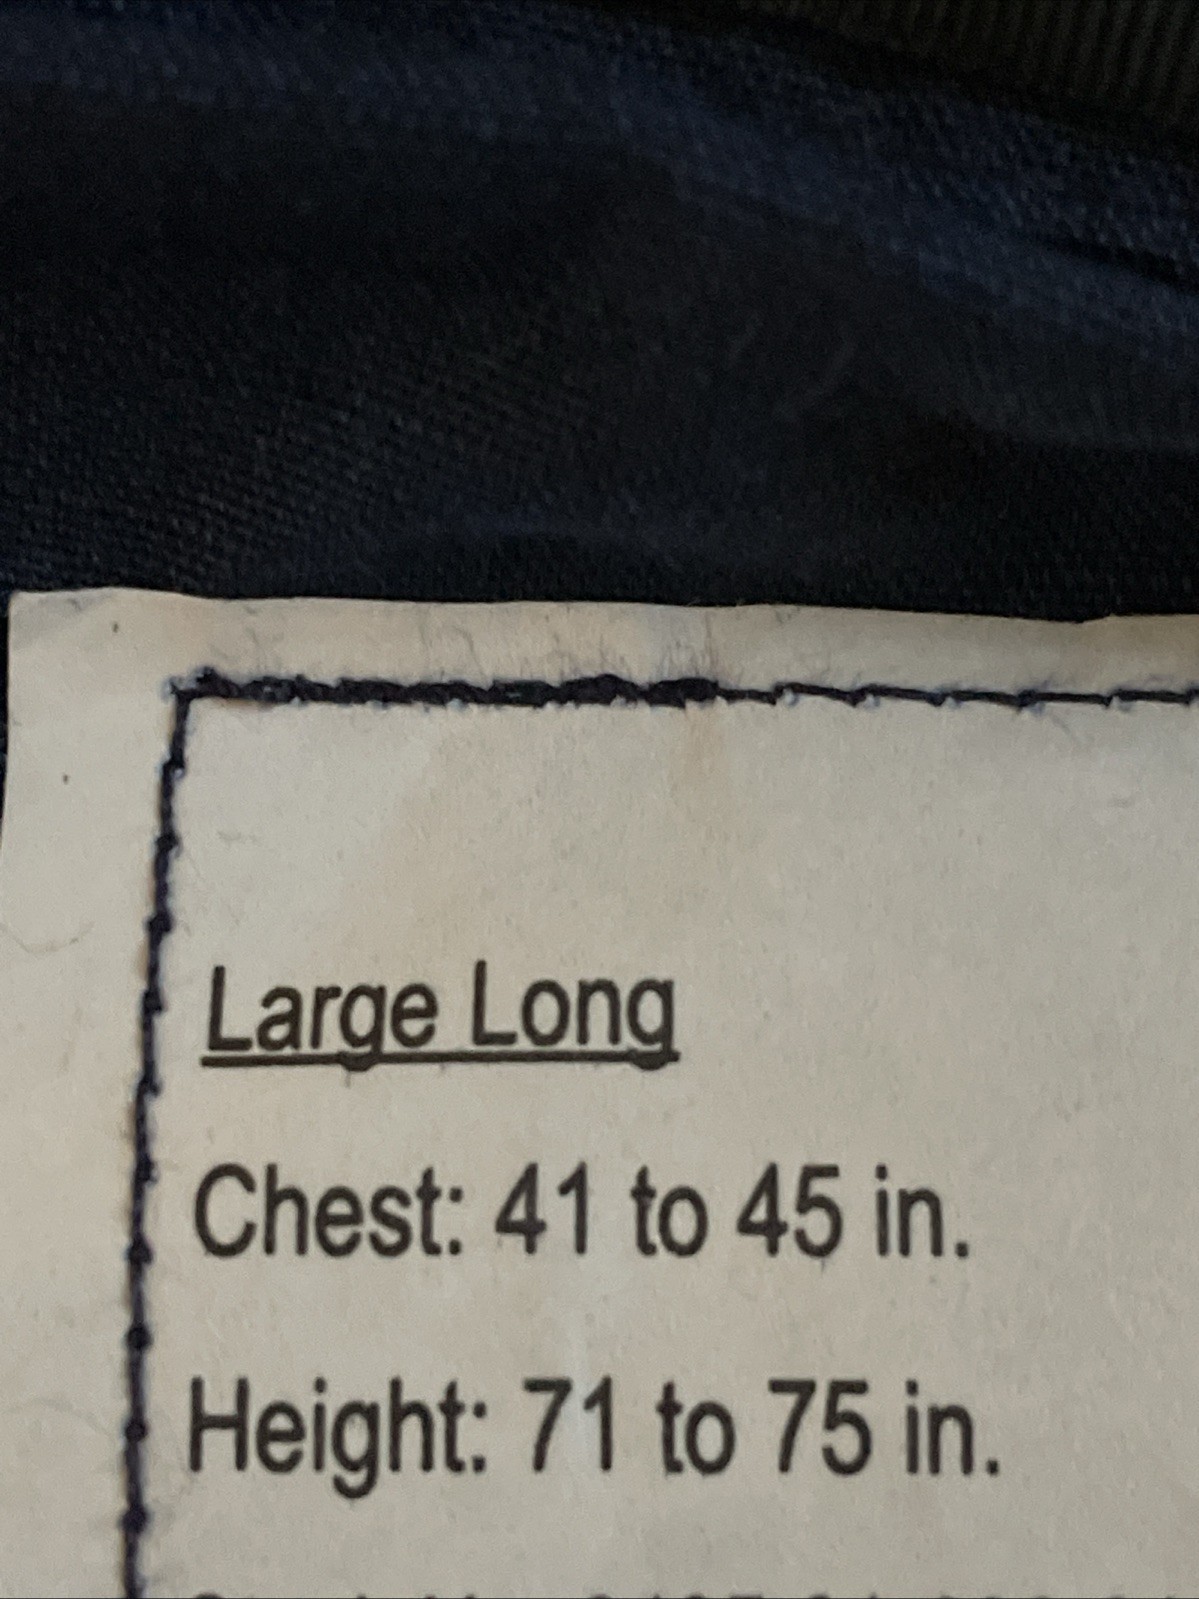 Large Long
Chest: 41 to 45 in.
Height: 71 to 75 in.